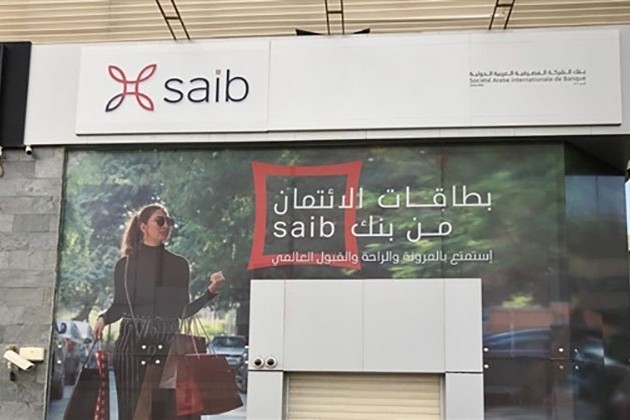 saib
بنك الشركة المصرفية العربية الدولية
Société Arabe Internationale de Banque
بطاقات الائتمان
من بنك saib
إستمتع بالمرونة والراحة والقبول العالمي